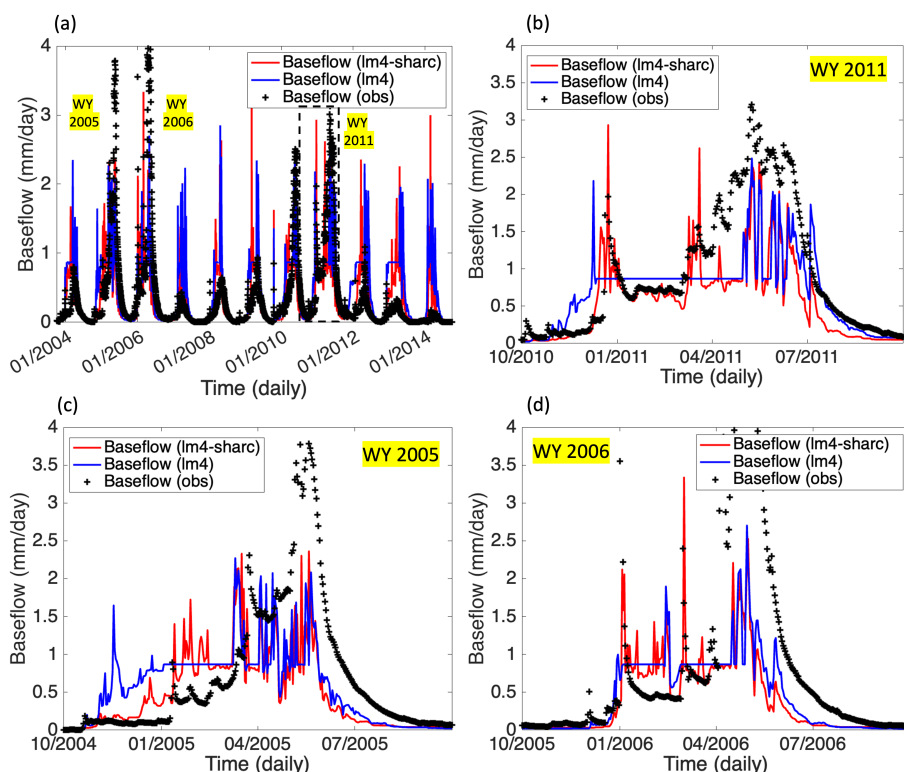 (a)
4
3
2
1
0
Baseflow (mm/day)
Baseflow (lm4-sharc)
Baseflow (lm4)
Baseflow (obs)
WY
2005
WY
2006
WY
2011
01/2004
01/2006
01/2008
01/2010
01/2012
01/2014
Time (daily)
(b)
4
3.5
3
2.5
2
1.5
1
0.5
0
Baseflow (mm/day)
Baseflow (lm4-sharc)
Baseflow (lm4)
Baseflow (obs)
WY 2011
10/2010
01/2011
04/2011
07/2011
Time (daily)
(c)
4
3.5
3
2.5
2
1.5
1
0.5
0
Baseflow (mm/day)
Baseflow (lm4-sharc)
Baseflow (lm4)
Baseflow (obs)
WY 2005
10/2004
01/2005
04/2005
07/2005
Time (daily)
(d)
4
3.5
3
2.5
2
1.5
1
0.5
0
Baseflow (mm/day)
WY 2006
Baseflow (lm4-sharc)
Baseflow (lm4)
Baseflow (obs)
10/2005
01/2006
04/2006
07/2006
Time (daily)